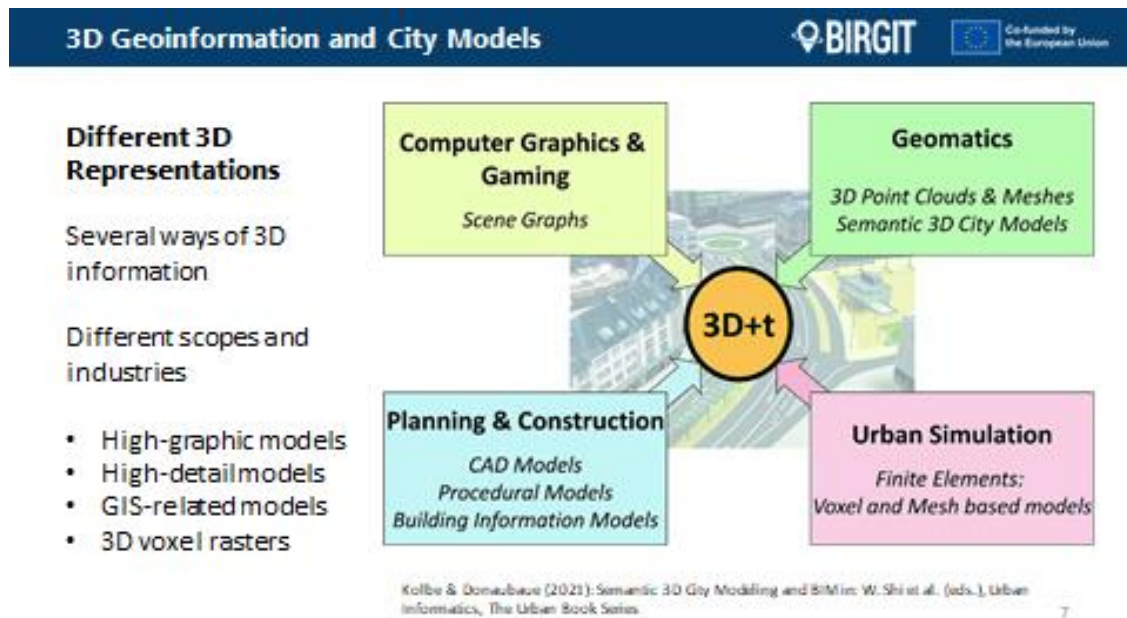 3D Geoinformation and City Models
BIRGIT
Co-funded by
the European Union
Different 3D
Representations
Several ways of 3D
information
Different scopes and
industries
• High-graphic models
• High-detail models
• GIS-related models
• 3D voxel rasters
Computer Graphics &
Gaming
Scene Graphs
Geomatics
3D Point Clouds & Meshes
Semantic 3D City Models
3D+t
Planning & Construction
CAD Models
Procedural Models
Building Information Models
Urban Simulation
Finite Elements:
Voxel and Mesh based models
Kolbe & Donaubaue (2021): Semantic 3D City Modeling and BIM in: W. Shi et al. (eds.), Urban
Informatics, The Urban Book Series
7